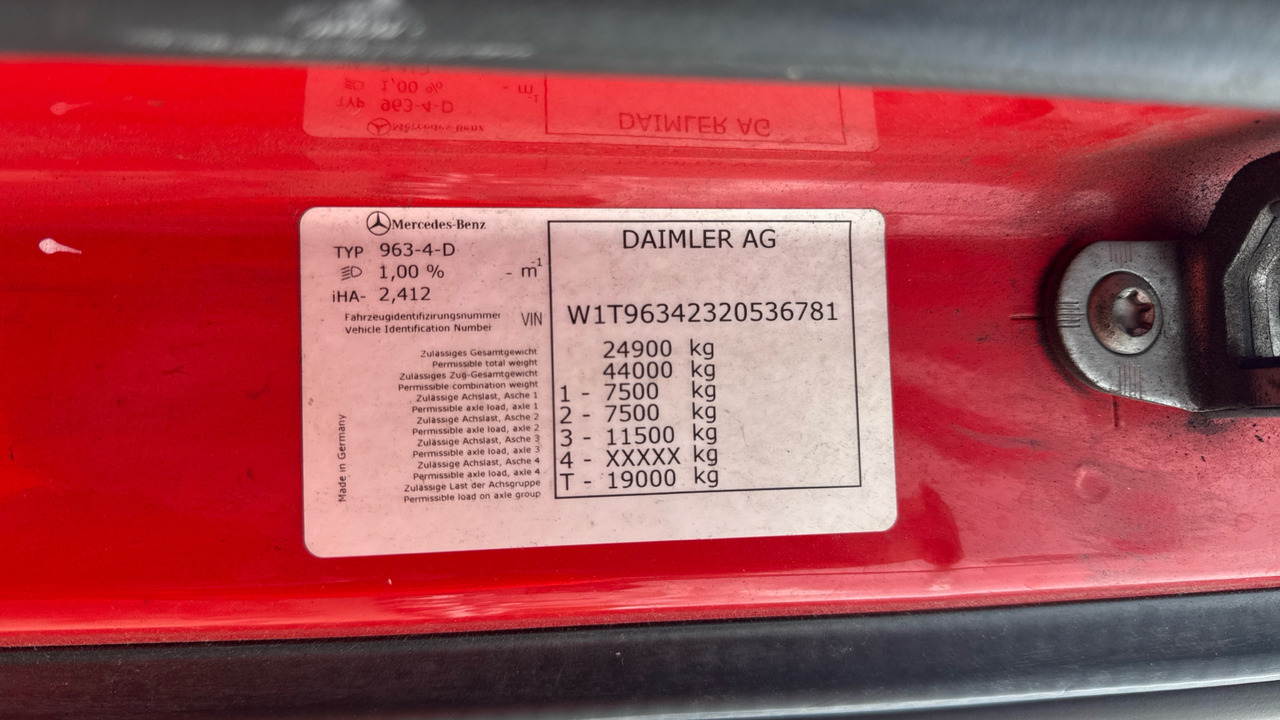 Mercedes-Benz
TYP 963-4-D
1,00 % - m-1
iHA- 2,412
Fahrzeugidentifizirungsnummer
Vehicle Identification Number
VIN
DAIMLER AG
W1T96342320536781
Zulässiges Gesamtgewicht
Permissible total weight
24900 kg
Zulässiges Zug-Gesamtgewicht
Permissible combination weight
44000 kg
Zulässige Achslast, Asche 1
Permissible axle load, axle 1
1 - 7500 kg
Zulässige Achslast, Asche 2
Permissible axle load, axle 2
2 - 7500 kg
Zulässige Achslast, Asche 3
Permissible axle load, axle 3
3 - 11500 kg
Zulässige Achslast, Asche 4
Permissible axle load, axle 4
4 - XXXXX kg
Zulässige Last der Achsgruppe
Permissible load on axle group
T - 19000 kg
Made in Germany